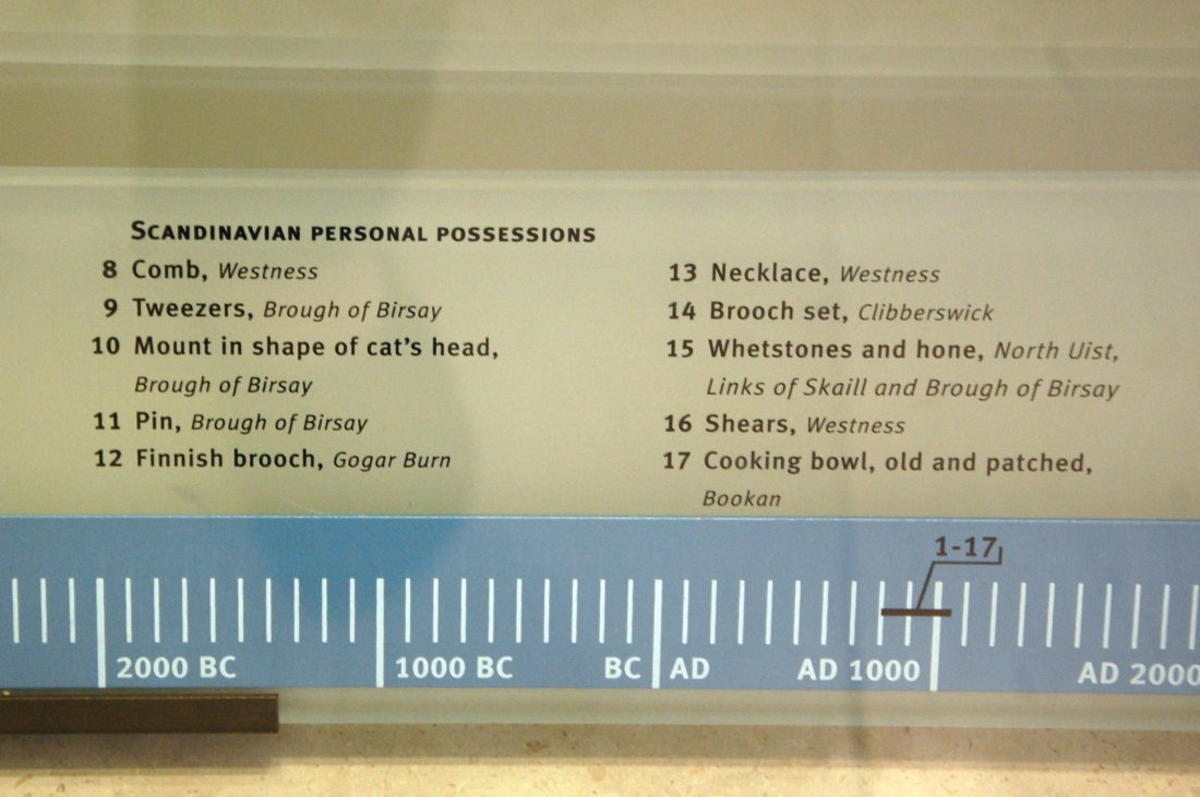 SCANDINAVIAN PERSONAL POSSESSIONS
8 Comb, Westness
9 Tweezers, Brough of Birsay
10 Mount in shape of cat's head,
Brough of Birsay
11 Pin, Brough of Birsay
12 Finnish brooch, Gogar Burn
13 Necklace, Westness
14 Brooch set, Clibberswick
15 Whetstones and hone, North Uist,
Links of Skaill and Brough of Birsay
16 Shears, Westness
17 Cooking bowl, old and patched,
Bookan
1-17
2000 BC 1000 BC BC AD AD 1000 AD 2000